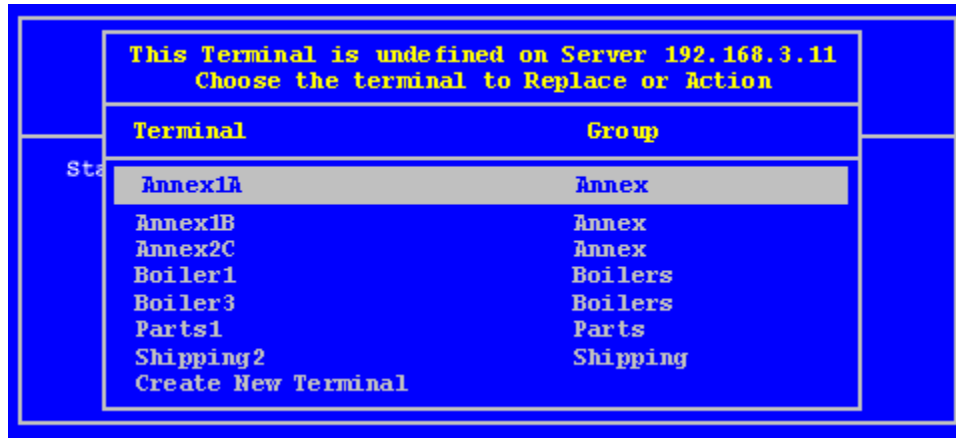 This Terminal is undefined on Server 192.168.3.11
Choose the terminal to Replace or Action
Terminal Group
Sta
Annex1A Annex
Annex1B Annex
Annex2C Annex
Boiler1 Boilers
Boiler3 Boilers
Parts1 Parts
Shipping2 Shipping
Create New Terminal